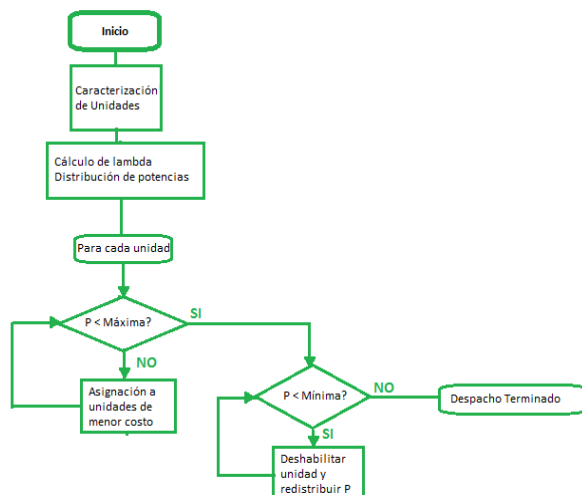 Inicio
Caracterización
de Unidades
Cálculo de lambda
Distribución de potencias
Para cada unidad
P < Máxima?
SI
NO
Asignación a
unidades de
menor costo
P < Mínima?
NO
Despacho Terminado
SI
Deshabilitar
unidad y
redistribuir P